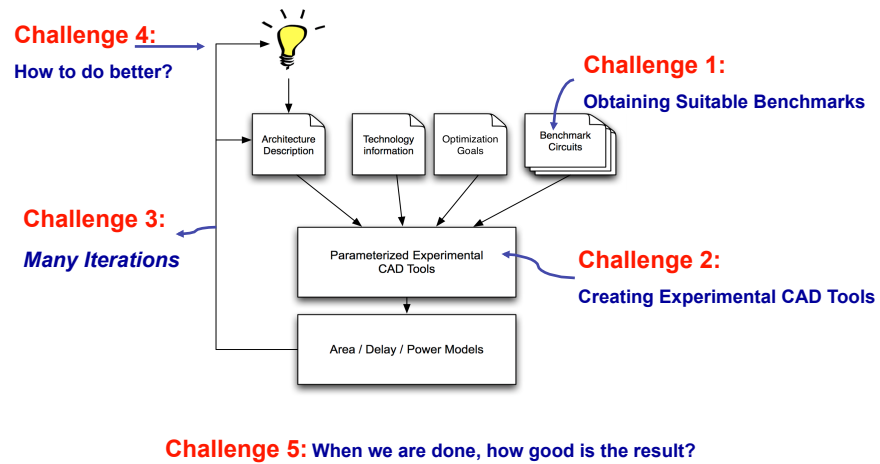 Challenge 4:
How to do better?
Challenge 1:
Obtaining Suitable Benchmarks
Architecture
Description
Technology
information
Optimization
Goals
Benchmark
Circuits
Challenge 3:
Many Iterations
Parameterized Experimental
CAD Tools
Challenge 2:
Creating Experimental CAD Tools
Area / Delay / Power Models
Challenge 5: When we are done, how good is the result?